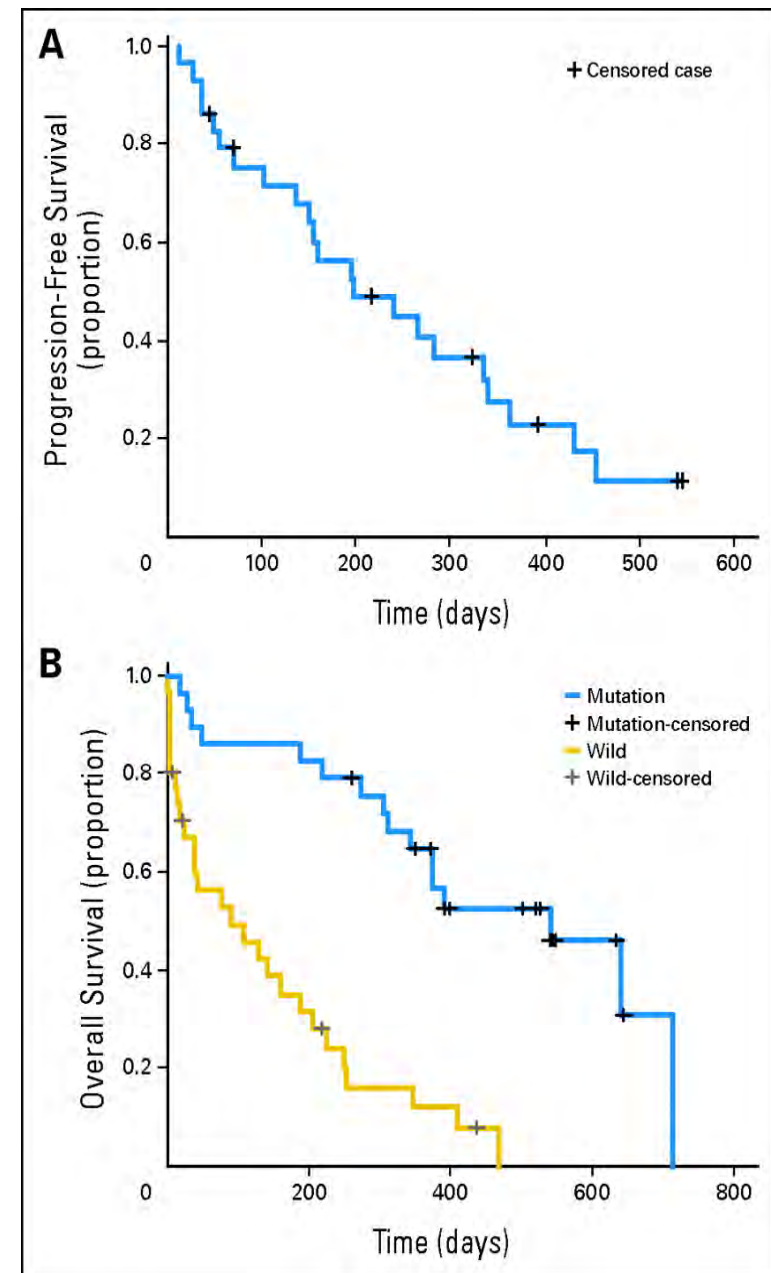 A
1.0
0.8
0.6
0.4
0.2
0
Progression-Free Survival
(proportion)
Censored case
100
200
300
400
500
600
Time (days)
B
1.0
0.8
0.6
0.4
0.2
0
Overall Survival (proportion)
Mutation
Mutation-censored
Wild
Wild-censored
200
400
600
800
Time (days)